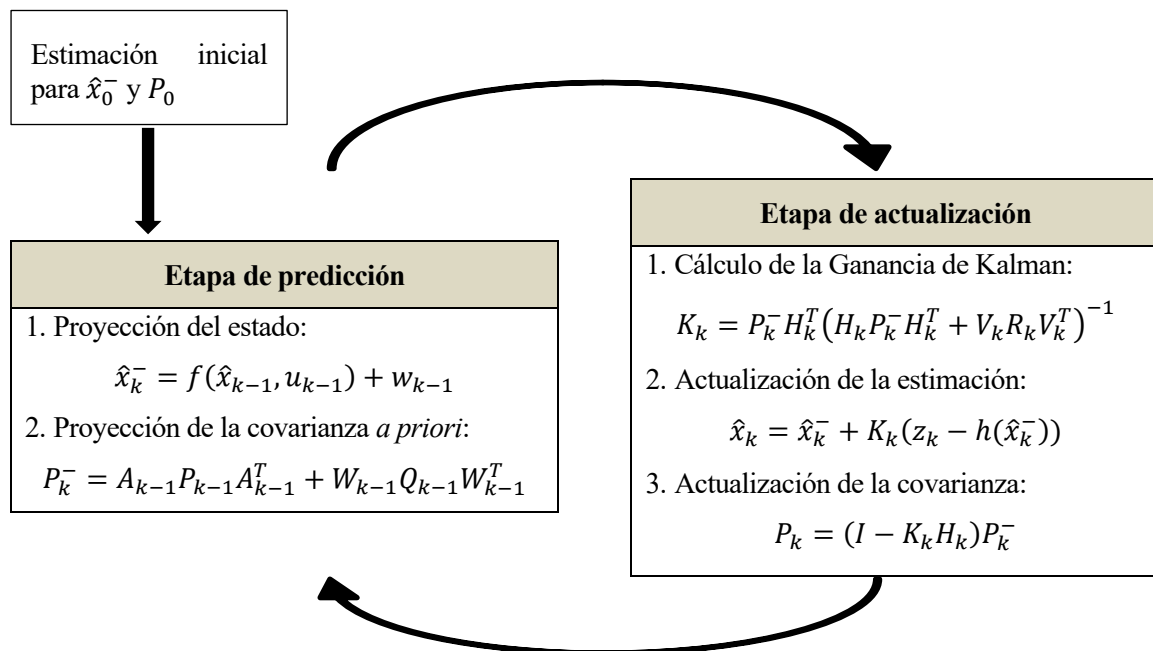 Estimación inicial
para x̂₀⁻ y P₀
Etapa de predicción
1. Proyección del estado:
x̂ₖ⁻ = f(x̂ₖ₋₁, uₖ₋₁) + wₖ₋₁
2. Proyección de la covarianza a priori:
Pₖ⁻ = Aₖ₋₁Pₖ₋₁Aₖ₋₁ᵀ + Wₖ₋₁Qₖ₋₁Wₖ₋₁ᵀ
Etapa de actualización
1. Cálculo de la Ganancia de Kalman:
Kₖ = Pₖ⁻Hₖᵀ(HₖPₖ⁻Hₖᵀ + VₖRₖVₖᵀ)⁻¹
2. Actualización de la estimación:
x̂ₖ = x̂ₖ⁻ + Kₖ(zₖ − h(x̂ₖ⁻))
3. Actualización de la covarianza:
Pₖ = (I − KₖHₖ)Pₖ⁻